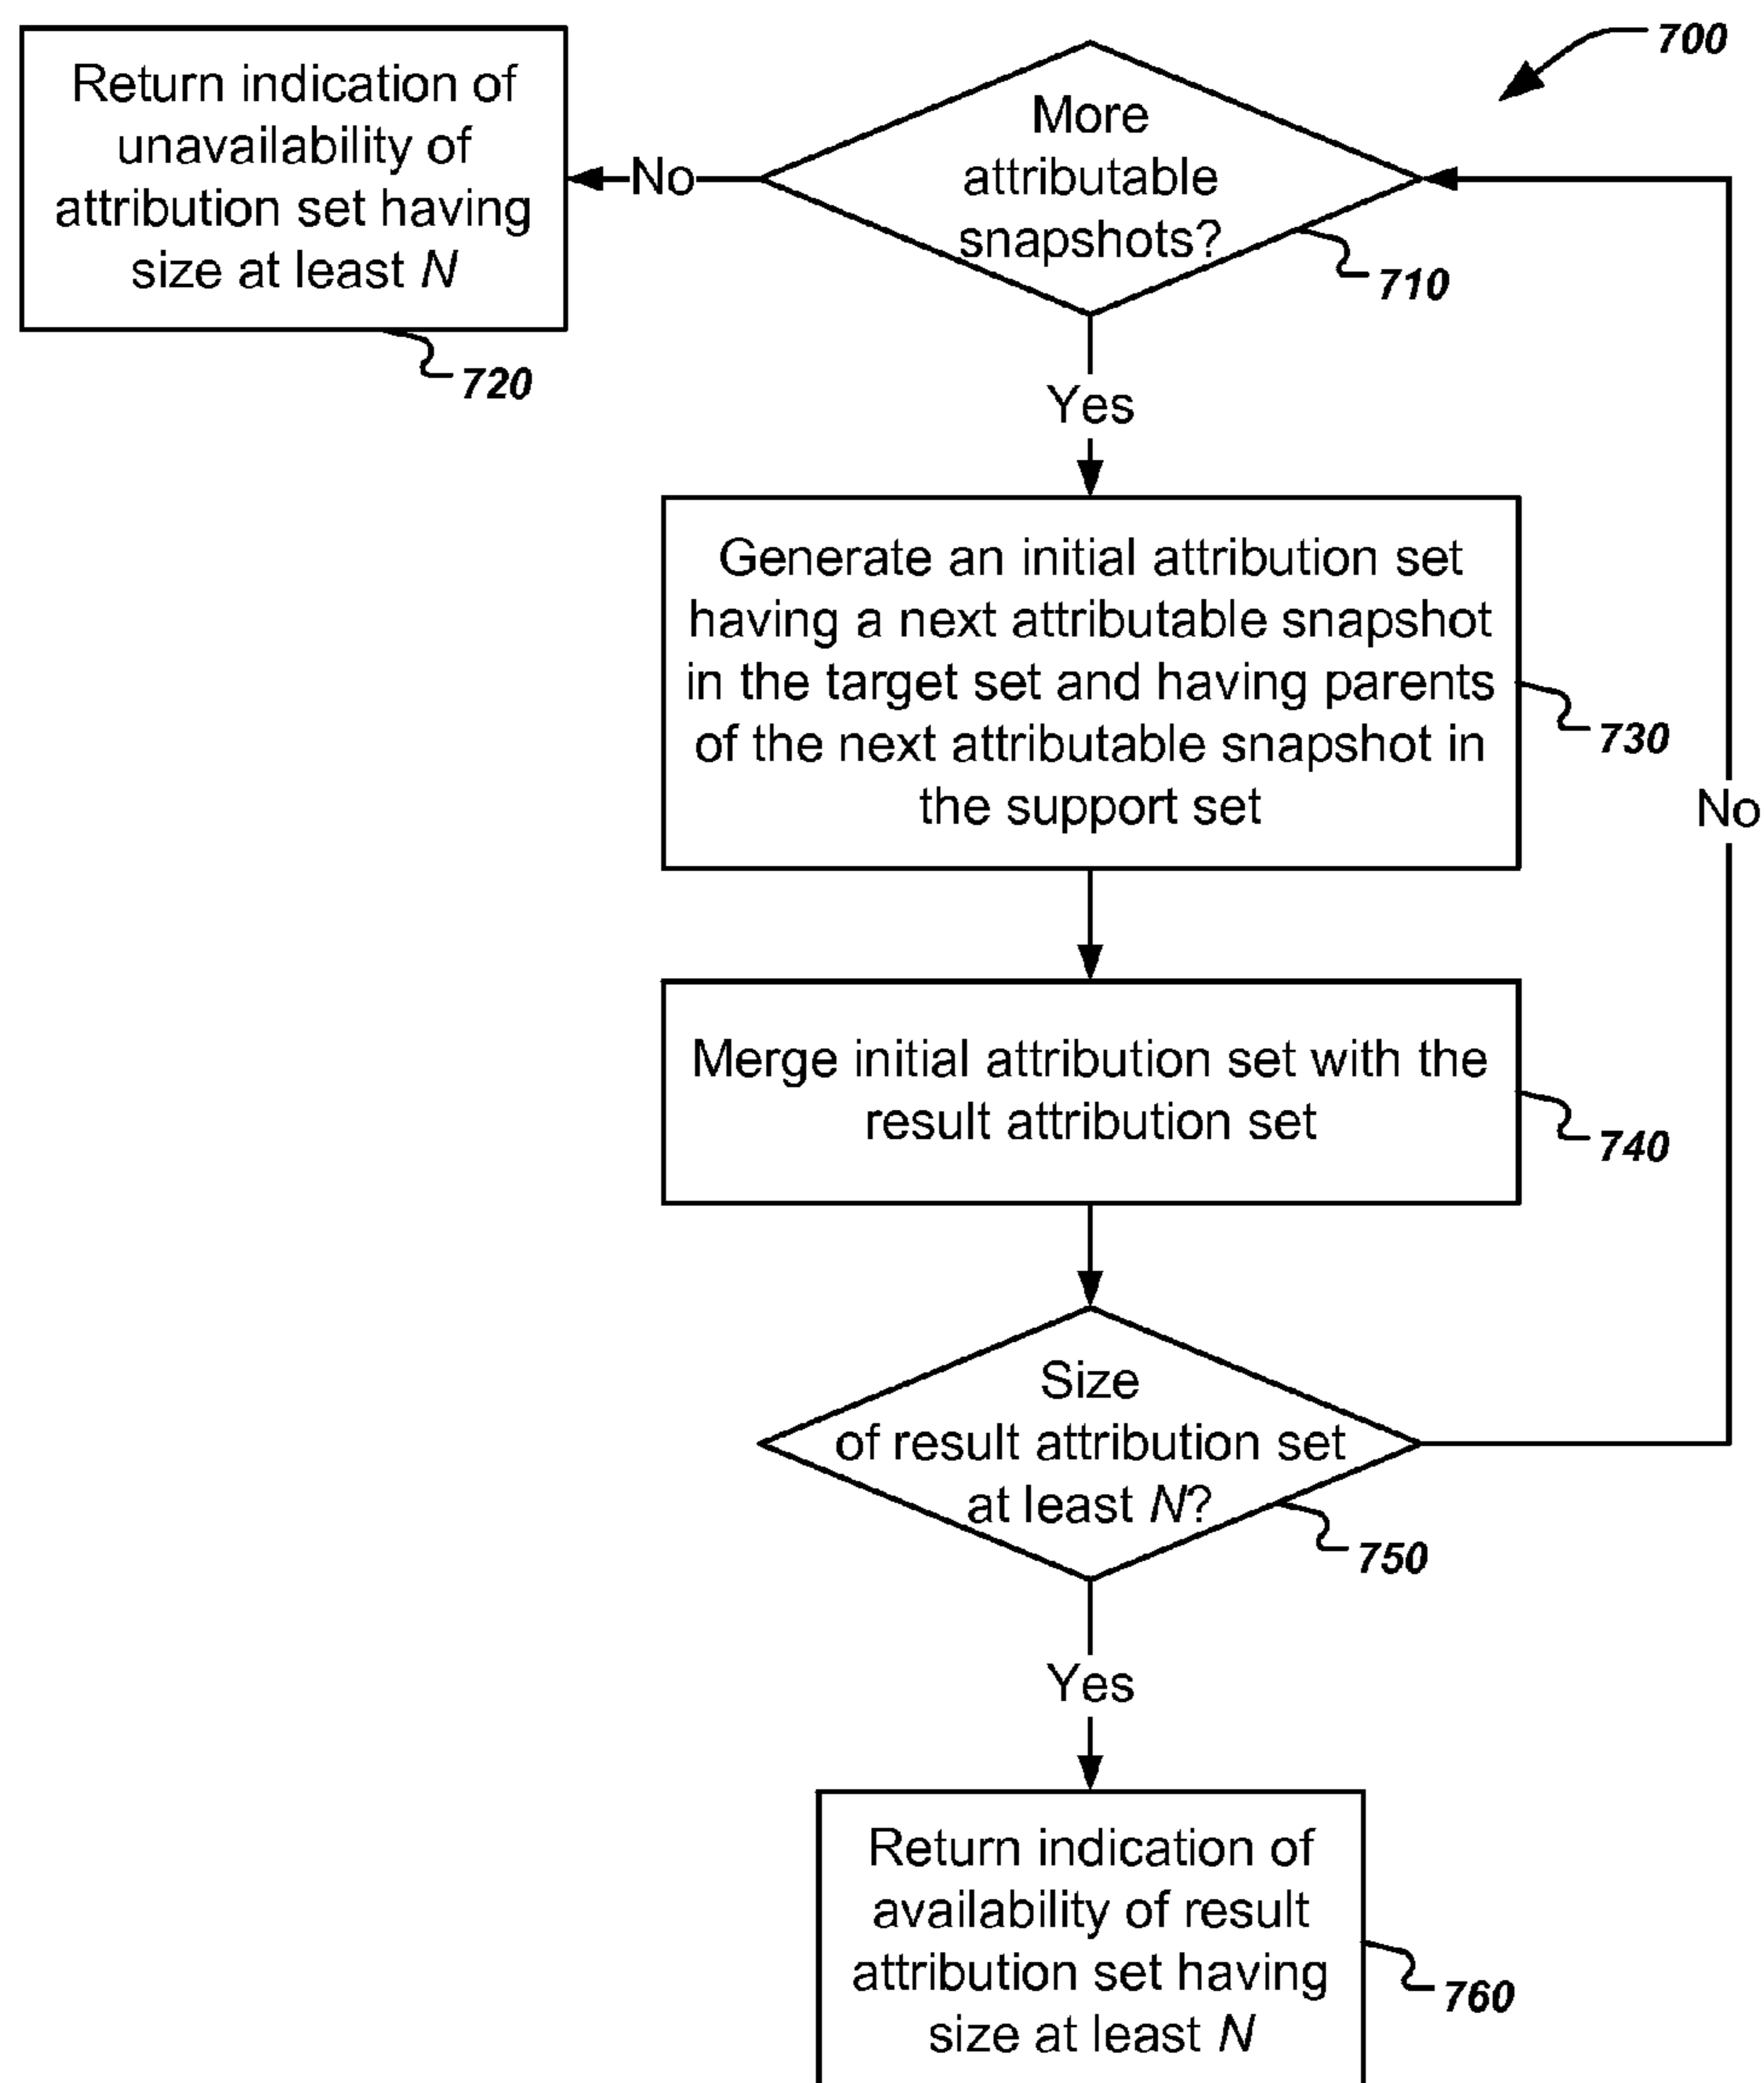 700
Return indication of
unavailability of
attribution set having
size at least N
720
No
More
attributable
snapshots?
710
Yes
Generate an initial attribution set
having a next attributable snapshot
in the target set and having parents
of the next attributable snapshot in
the support set
730
No
Merge initial attribution set with the
result attribution set
740
Size
of result attribution set
at least N?
750
Yes
Return indication of
availability of result
attribution set having
size at least N
760